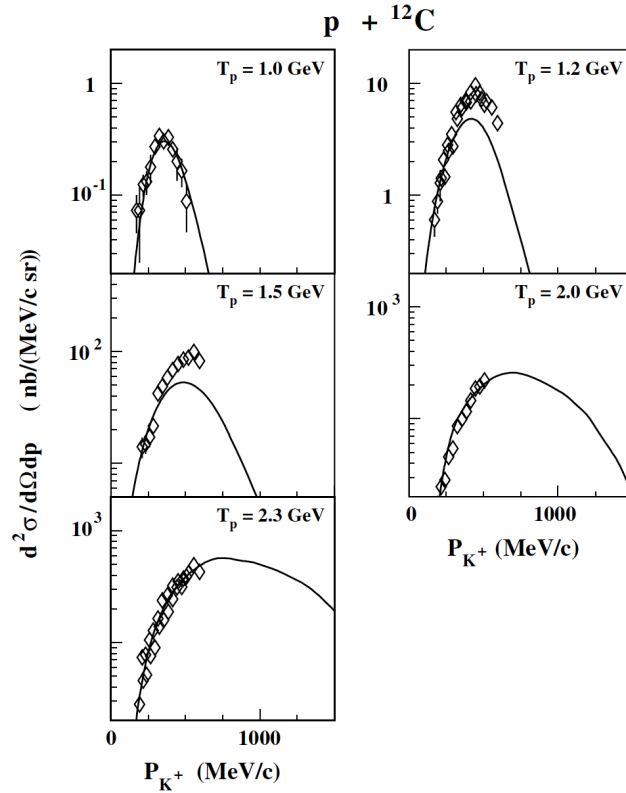 p + ¹²C
T_p = 1.0 GeV
1
10⁻¹
T_p = 1.2 GeV
10
1
T_p = 1.5 GeV
10²
T_p = 2.0 GeV
10³
0
1000
P_K⁺ (MeV/c)
T_p = 2.3 GeV
10³
0
1000
P_K⁺ (MeV/c)
d²σ/dΩdp ( nb/(MeV/c sr))